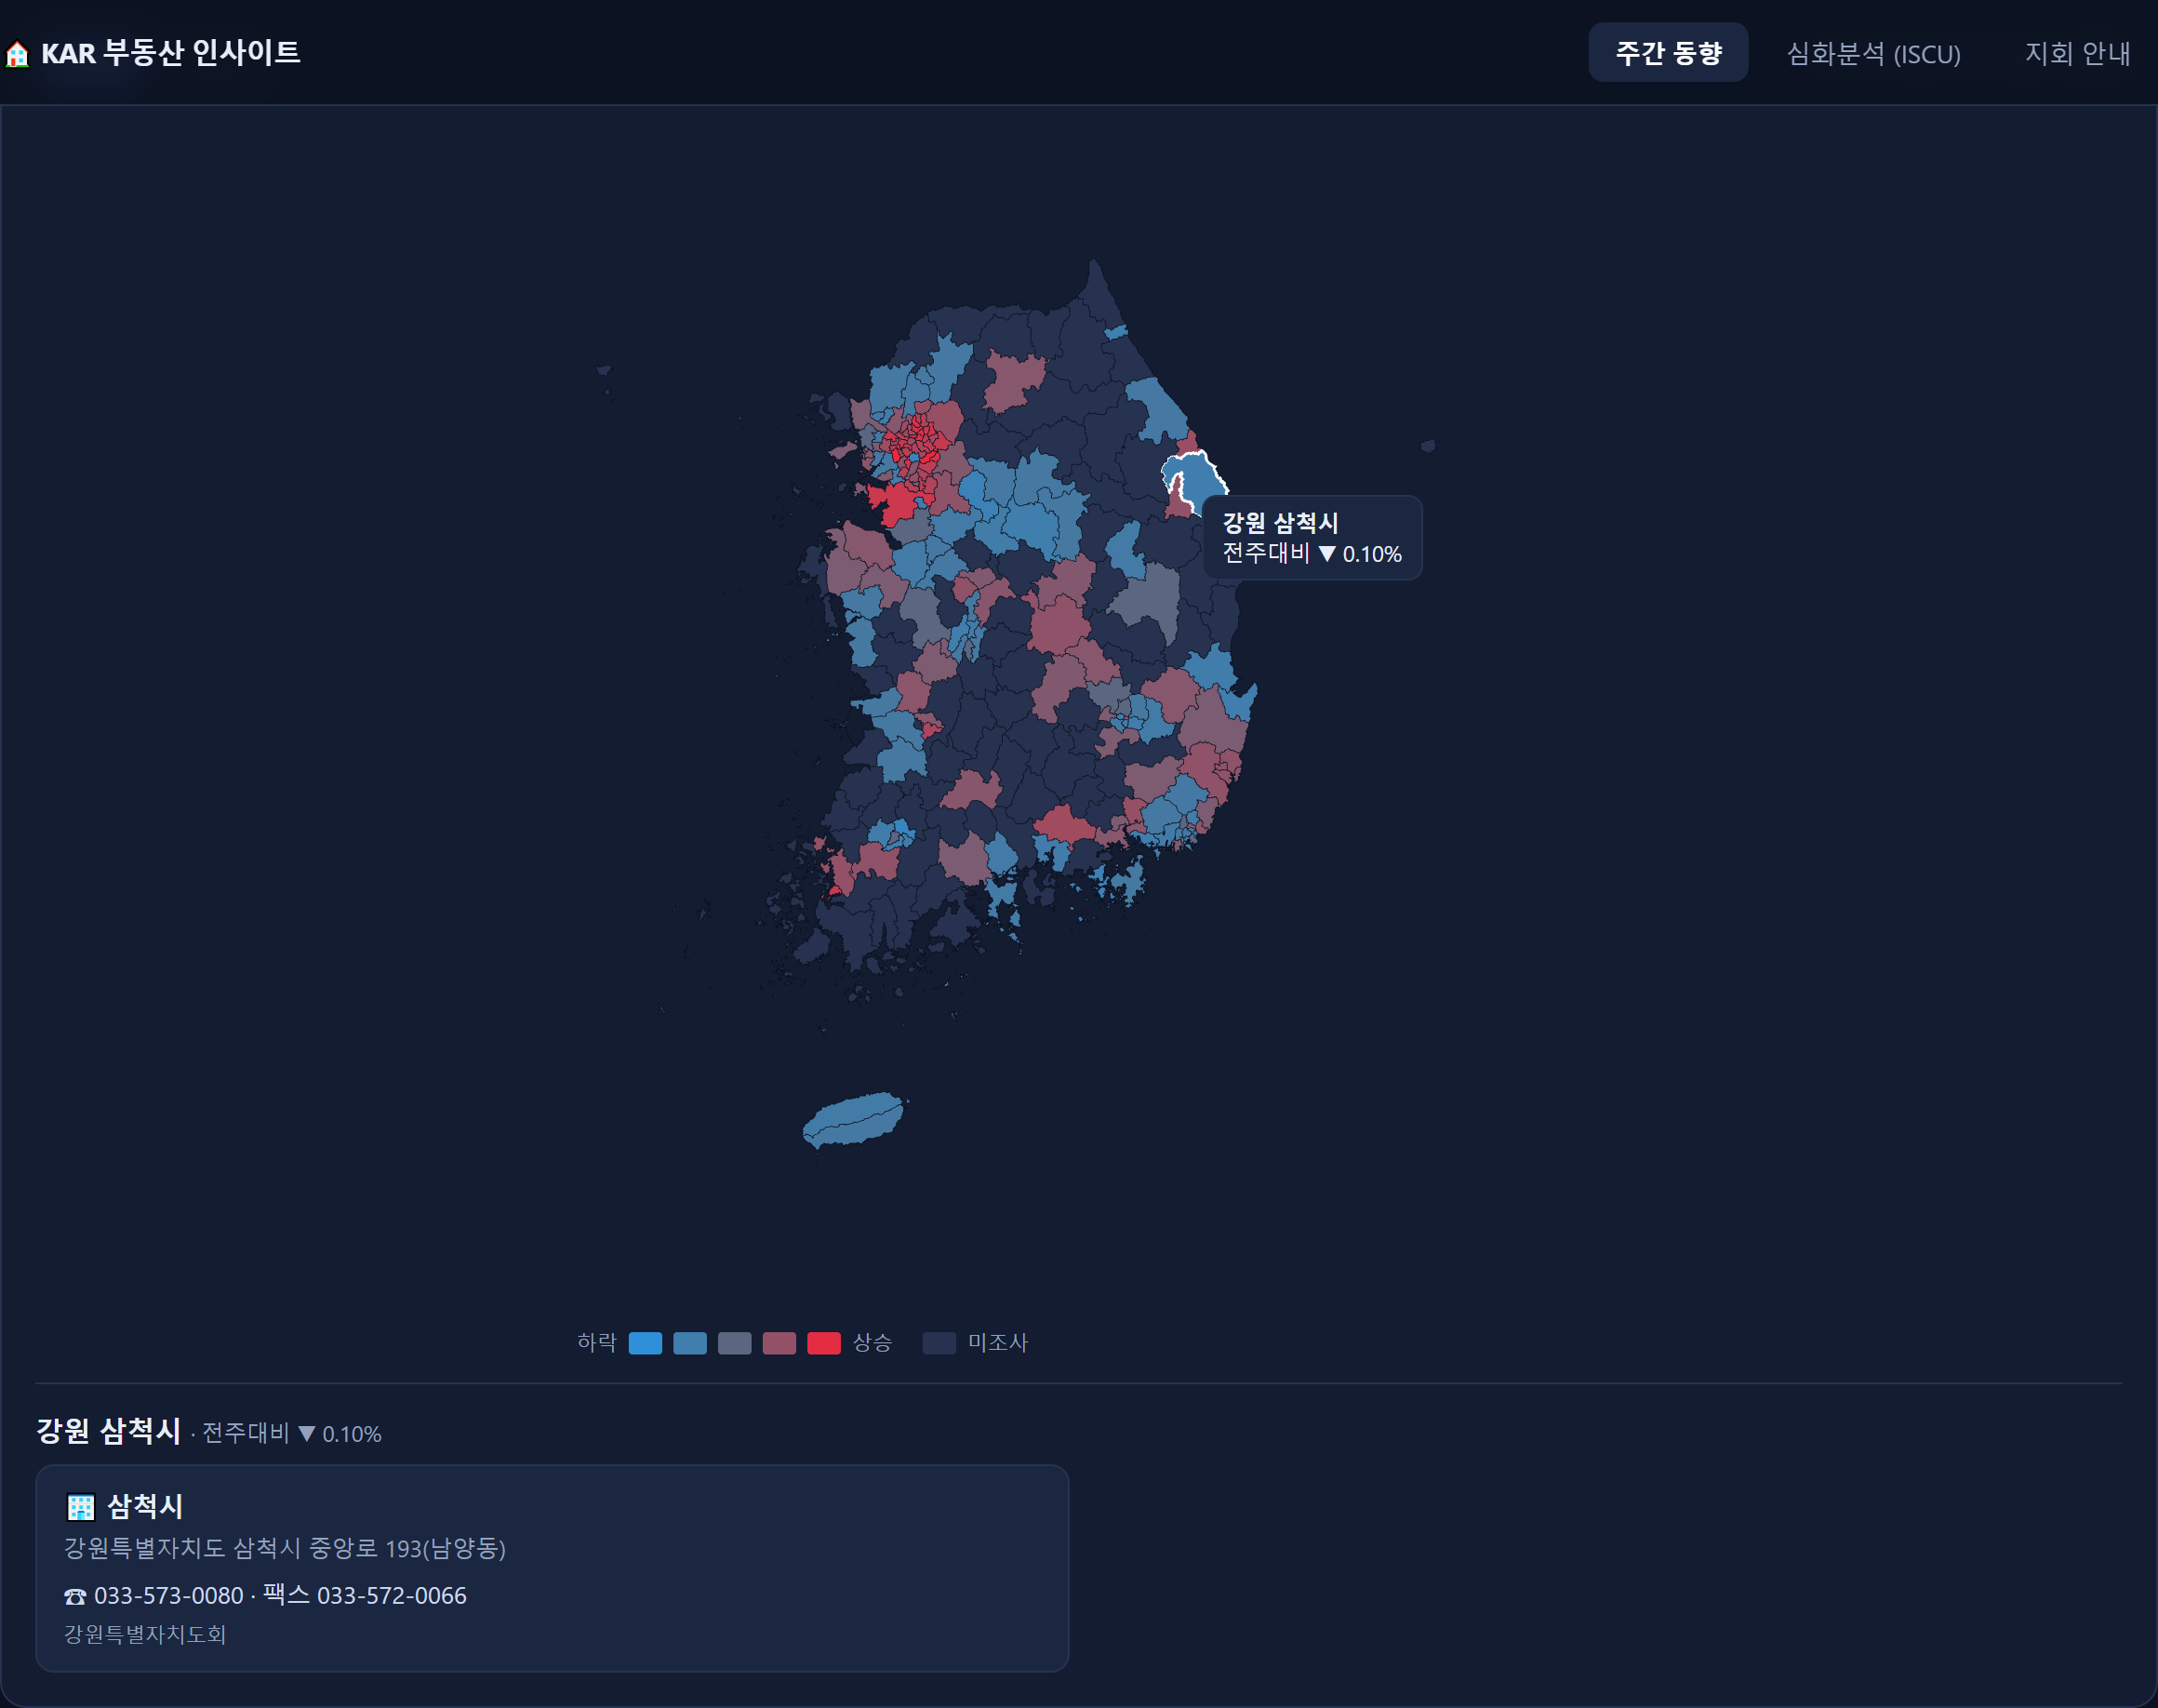 KAR 부동산 인사이트
주간 동향
심화분석 (ISCU)
지회 안내
강원 삼척시
전주대비 ▼ 0.10%
하락
상승
미조사
강원 삼척시 · 전주대비 ▼ 0.10%
삼척시
강원특별자치도 삼척시 중앙로 193(남양동)
☎ 033-573-0080 · 팩스 033-572-0066
강원특별자치도회